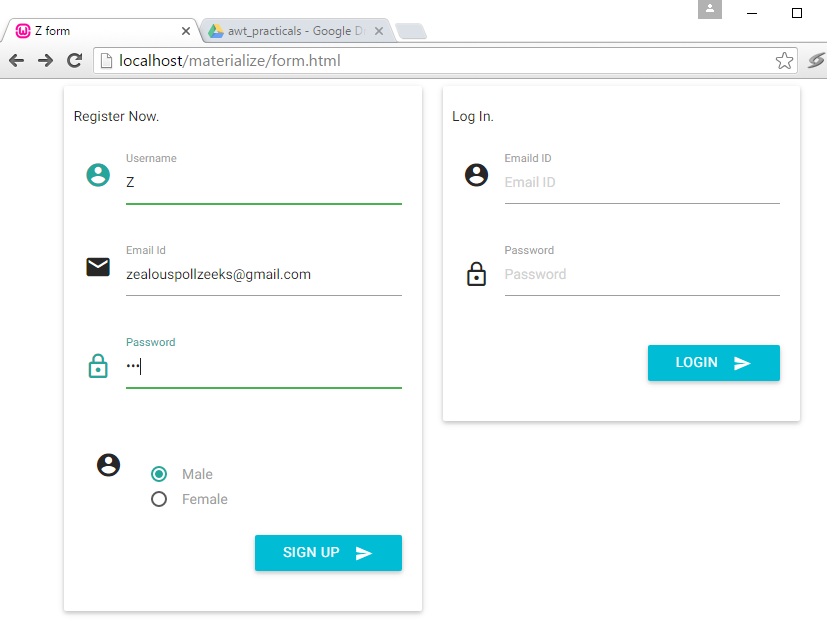 Z form
awt_practicals - Google D
localhost/materialize/form.html
Register Now.
Username
Z
Email Id
zealouspollzeeks@gmail.com
Password
•••
Male
Female
SIGN UP
Log In.
Emaild ID
Email ID
Password
Password
LOGIN